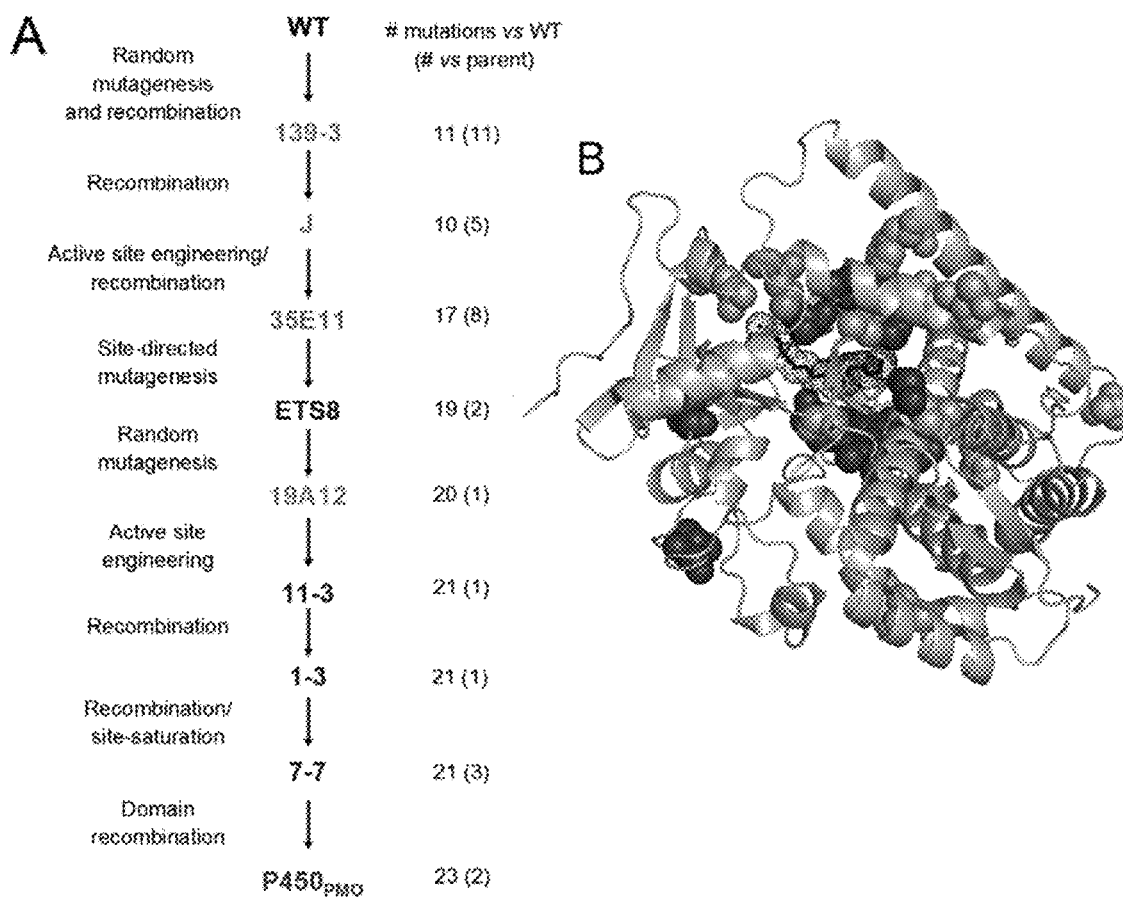 A
WT
# mutations vs WT
(# vs parent)
Random
mutagenesis
and recombination
139-3
11 (11)
B
Recombination
J
10 (5)
Active site engineering/
recombination
35E11
17 (8)
Site-directed
mutagenesis
ETS8
19 (2)
Random
mutagenesis
19A12
20 (1)
Active site
engineering
11-3
21 (1)
Recombination
1-3
21 (1)
Recombination/
site-saturation
7-7
21 (3)
Domain
recombination
P450PMO
23 (2)